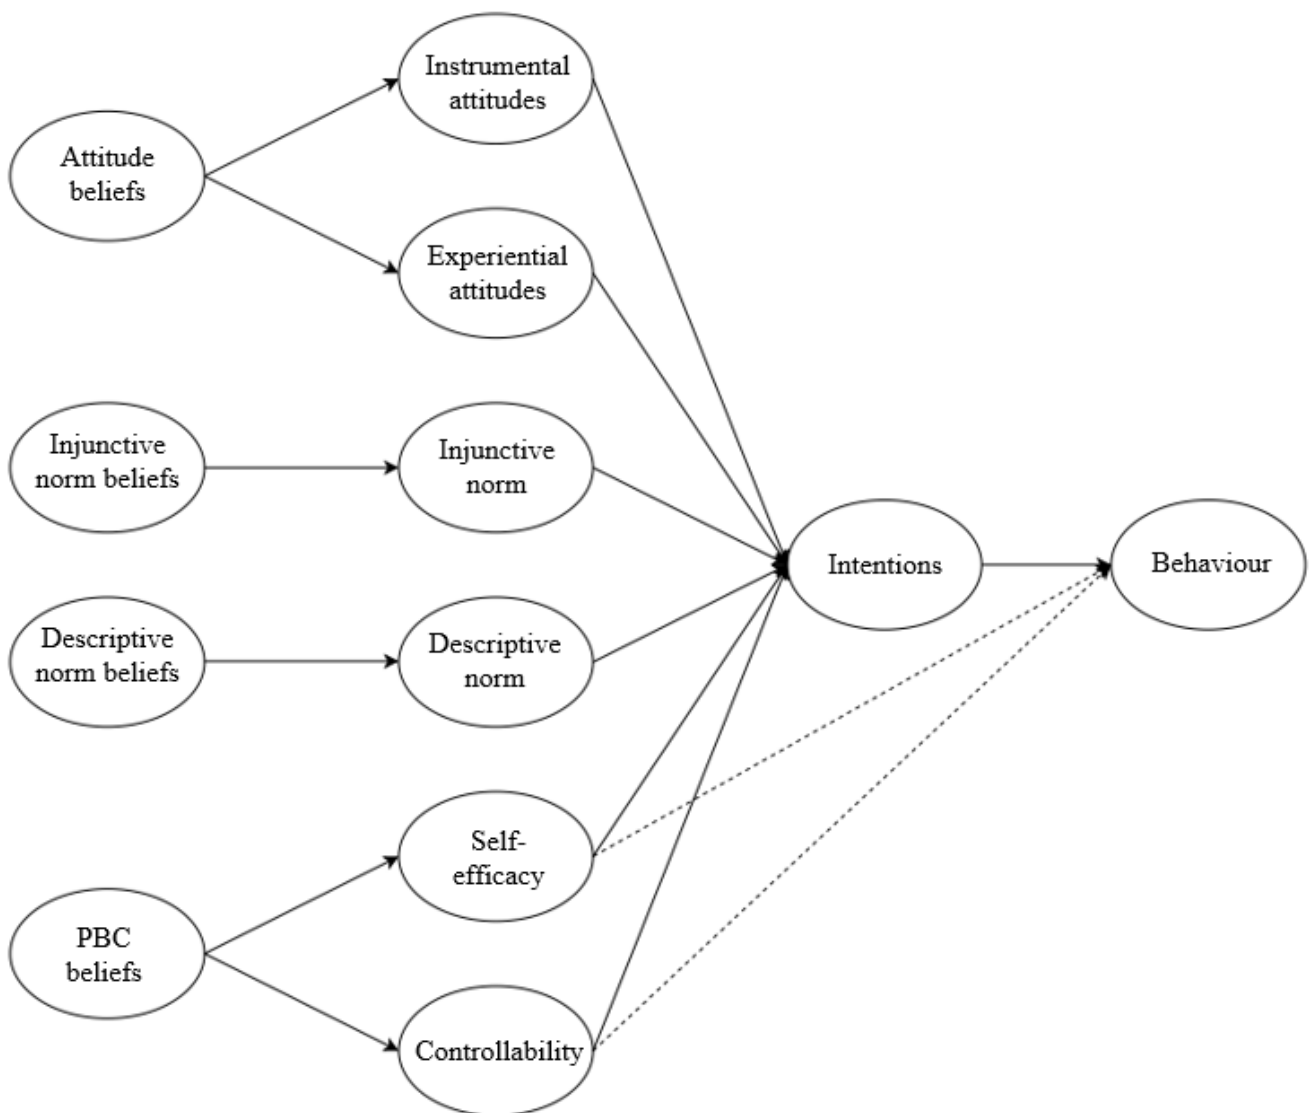 Instrumental
attitudes
Attitude
beliefs
Experiential
attitudes
Injunctive
norm beliefs
Injunctive
norm
Intentions
Behaviour
Descriptive
norm beliefs
Descriptive
norm
Self-
efficacy
PBC
beliefs
Controllability